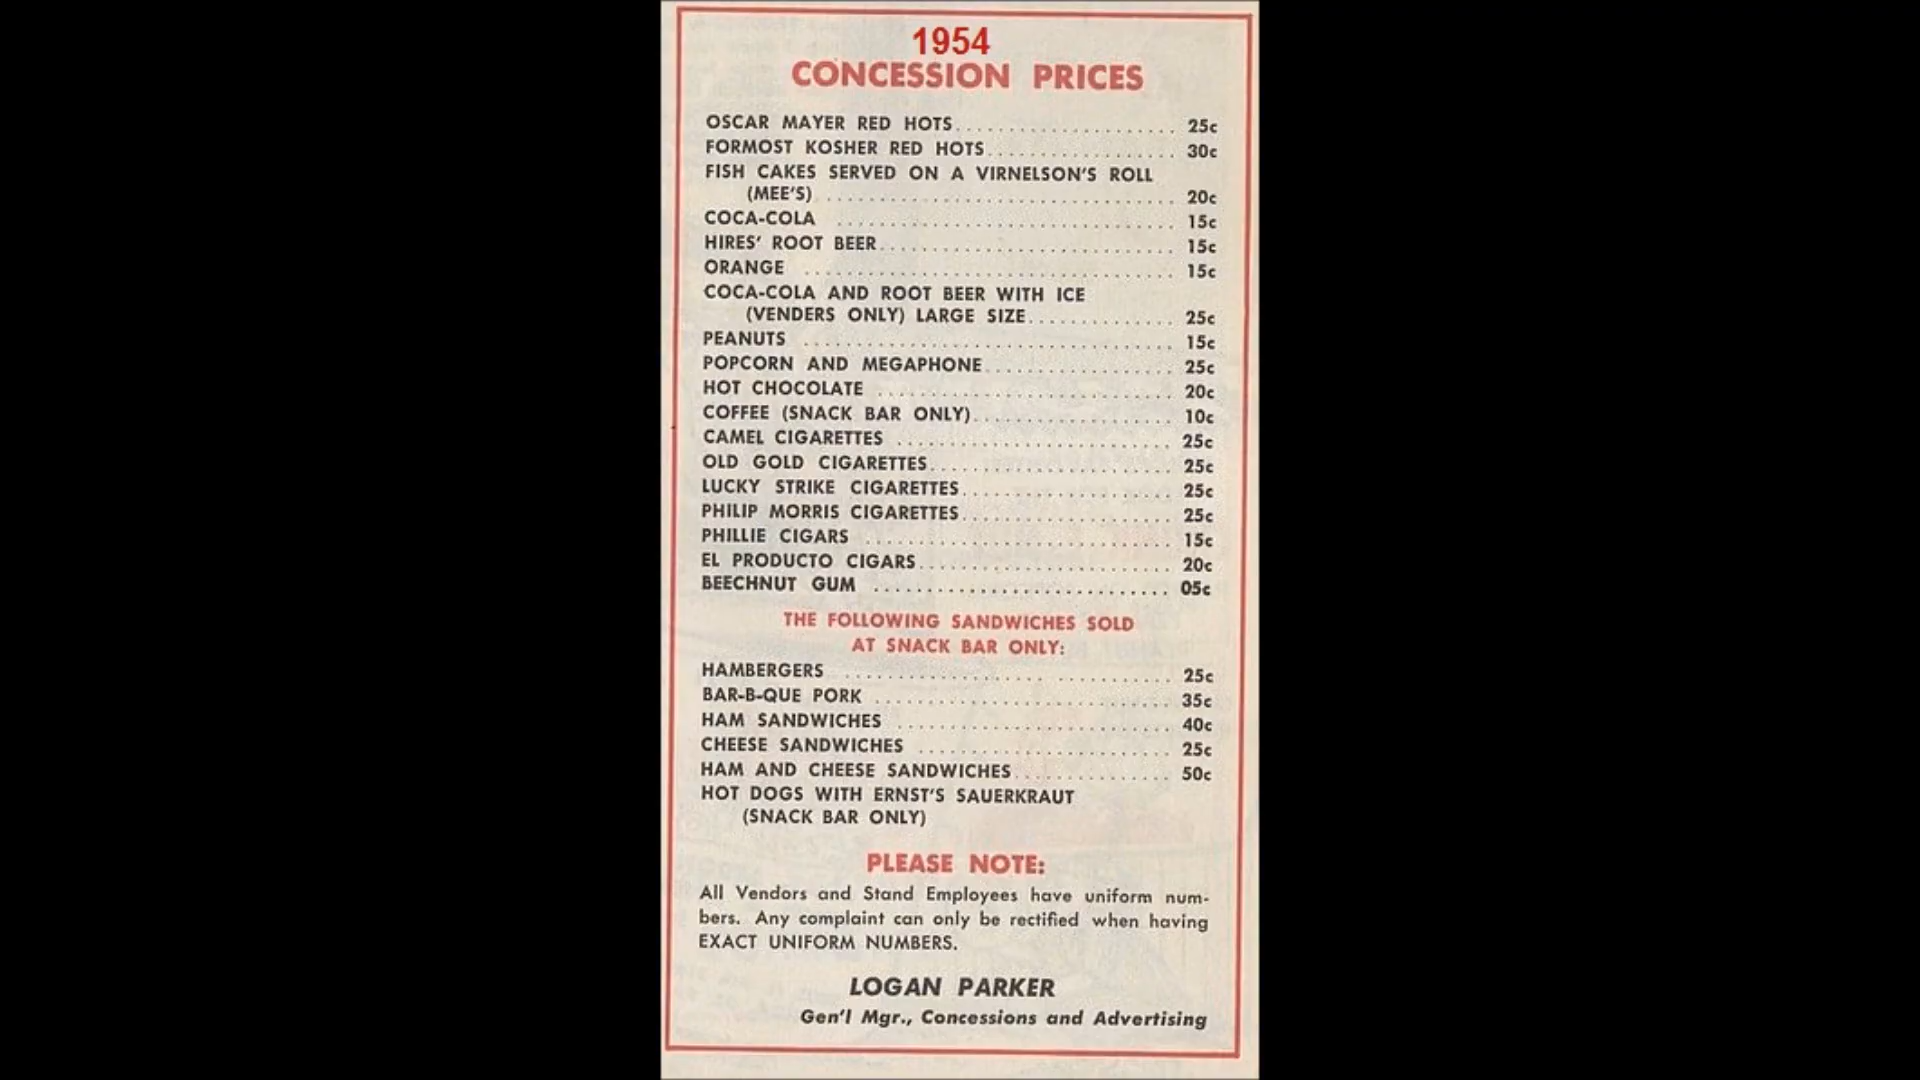 1954
CONCESSION PRICES
OSCAR MAYER RED HOTS.................... 25c
FORMOST KOSHER RED HOTS................. 30c
FISH CAKES SERVED ON A VIRNELSON'S ROLL
(MEE'S) ............................ 20c
COCA-COLA ........................... 15c
HIRES' ROOT BEER........................ 15c
ORANGE .............................. 15c
COCA-COLA AND ROOT BEER WITH ICE
(VENDERS ONLY) LARGE SIZE............. 25c
PEANUTS .............................. 15c
POPCORN AND MEGAPHONE................ 25c
HOT CHOCOLATE ........................ 20c
COFFEE (SNACK BAR ONLY)................ 10c
CAMEL CIGARETTES ...................... 25c
OLD GOLD CIGARETTES.................... 25c
LUCKY STRIKE CIGARETTES................. 25c
PHILIP MORRIS CIGARETTES................. 25c
PHILLIE CIGARS ......................... 15c
EL PRODUCTO CIGARS..................... 20c
BEECHNUT GUM ........................ 05c
THE FOLLOWING SANDWICHES SOLD
AT SNACK BAR ONLY:
HAMBERGERS .......................... 25c
BAR-B-QUE PORK ........................ 35c
HAM SANDWICHES ...................... 40c
CHEESE SANDWICHES .................... 25c
HAM AND CHEESE SANDWICHES............. 50c
HOT DOGS WITH ERNST'S SAUERKRAUT
(SNACK BAR ONLY)
PLEASE NOTE:
All Vendors and Stand Employees have uniform num-
bers. Any complaint can only be rectified when having
EXACT UNIFORM NUMBERS.
LOGAN PARKER
Gen'l Mgr., Concessions and Advertising